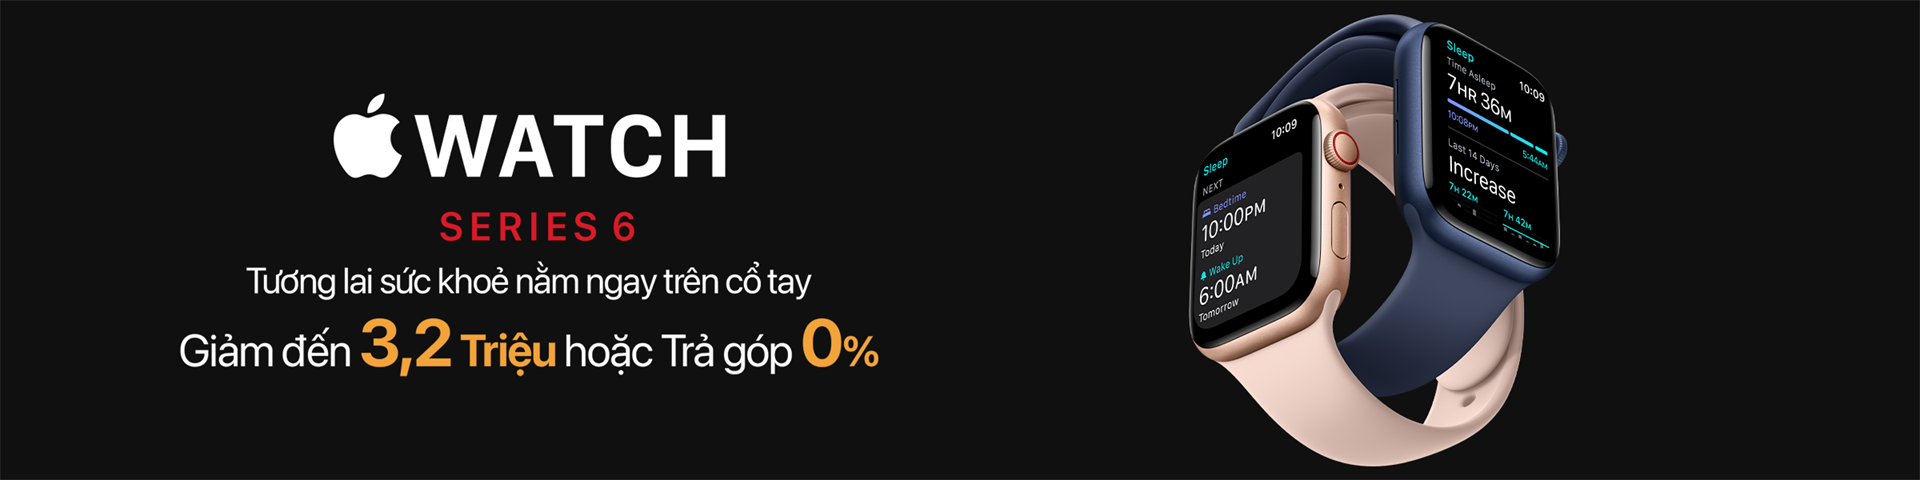 WATCH
SERIES 6
Tương lai sức khoẻ nằm ngay trên cổ tay
Giảm đến 3,2 Triệu hoặc Trả góp 0%
10:09
Sleep
NEXT
Bedtime
10:00PM
Today
Wake Up
6:00AM
Tomorrow
Sleep
Time Asleep
10:09
7HR 36M
10:08PM
5:44AM
Last 14 Days
Increase
7H 22M
7H 42M